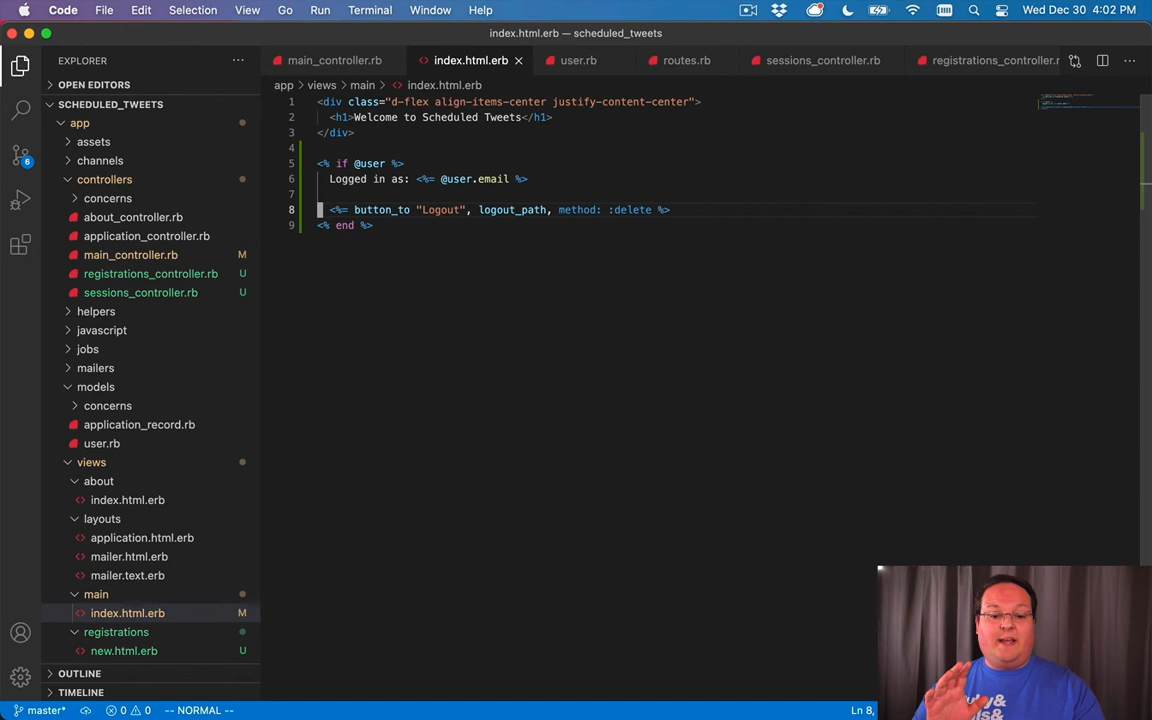 Code File Edit Selection View Go Run Terminal Window Help Wed Dec 30 4:02 PM
index.html.erb — scheduled_tweets
EXPLORER
main_controller.rb
index.html.erb
user.rb
routes.rb
sessions_controller.rb
registrations_controller.r
OPEN EDITORS
app > views > main > index.html.erb
SCHEDULED_TWEETS
app
assets
channels
controllers
concerns
about_controller.rb
application_controller.rb
main_controller.rb M
registrations_controller.rb U
sessions_controller.rb U
helpers
javascript
jobs
mailers
models
concerns
application_record.rb
user.rb
views
about
index.html.erb
layouts
application.html.erb
mailer.html.erb
mailer.text.erb
main
index.html.erb M
registrations
new.html.erb U
OUTLINE
TIMELINE
6
1 <div class="d-flex align-items-center justify-content-center">
2 <h1>Welcome to Scheduled Tweets</h1>
3 </div>
4
5 <% if @user %>
6 Logged in as: <%= @user.email %>
7
8 <%= button_to "Logout", logout_path, method: :delete %>
9 <% end %>
master* 0 0 -- NORMAL -- Ln 8,